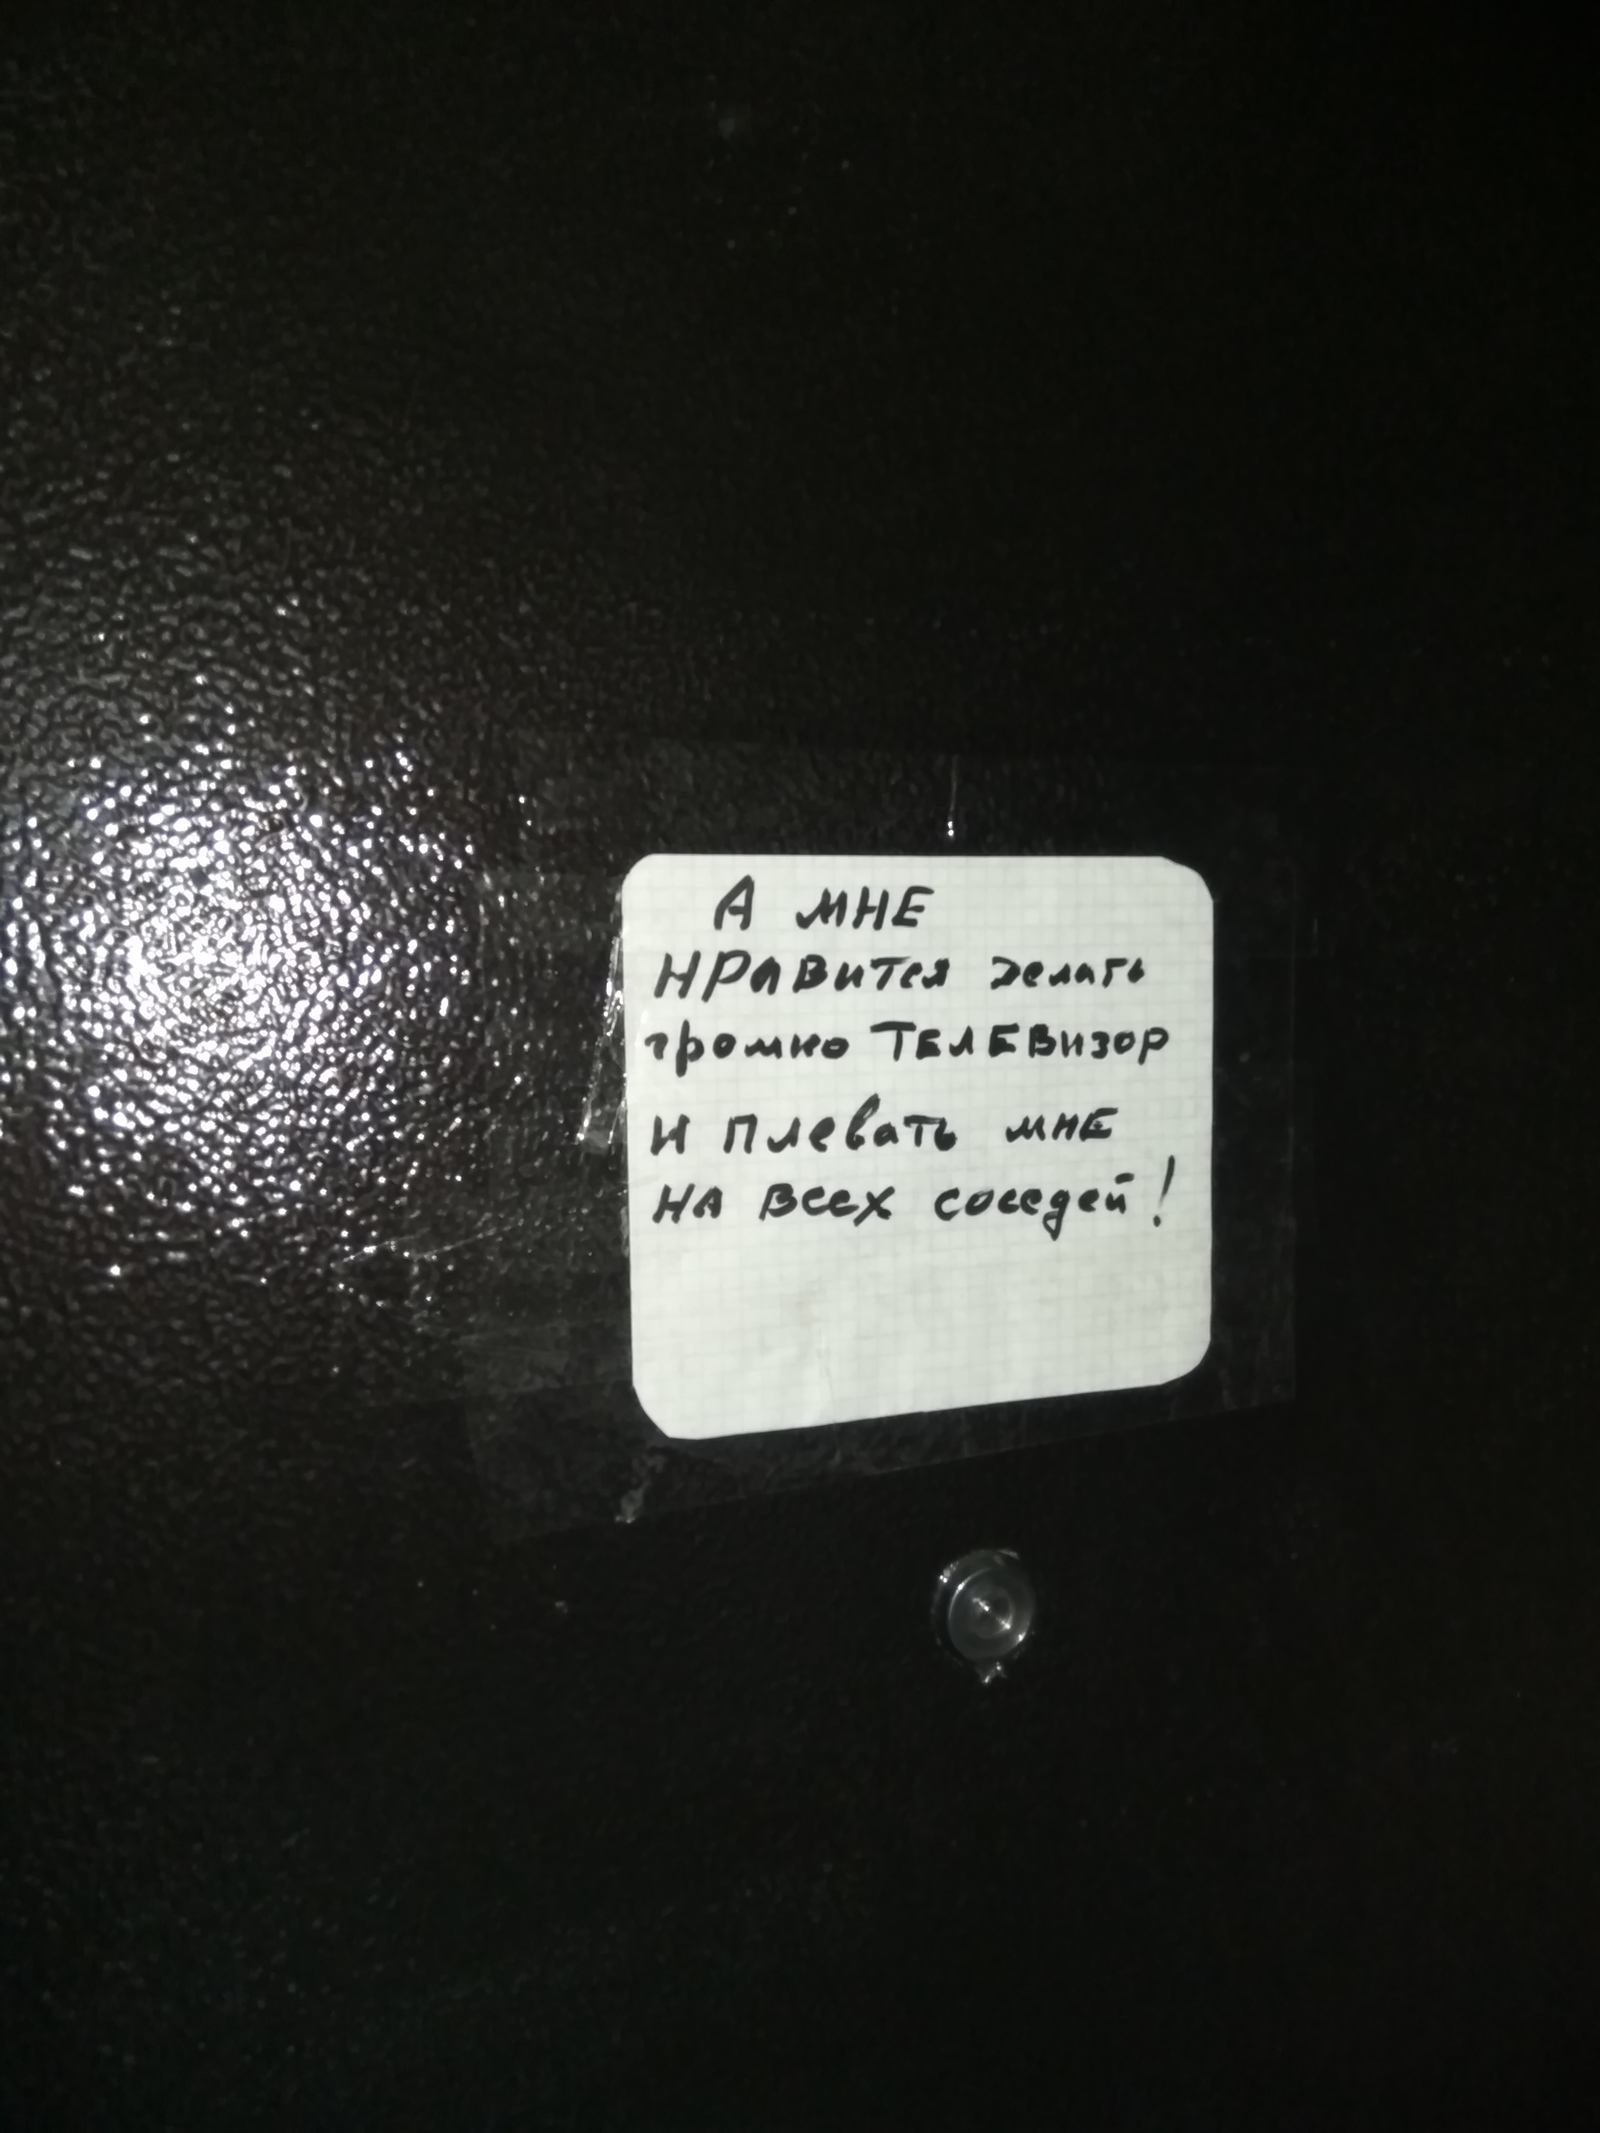 А МНЕ
НРАВится делать
громко ТЕЛЕВизор
И плевать мне
НА всех соседей!